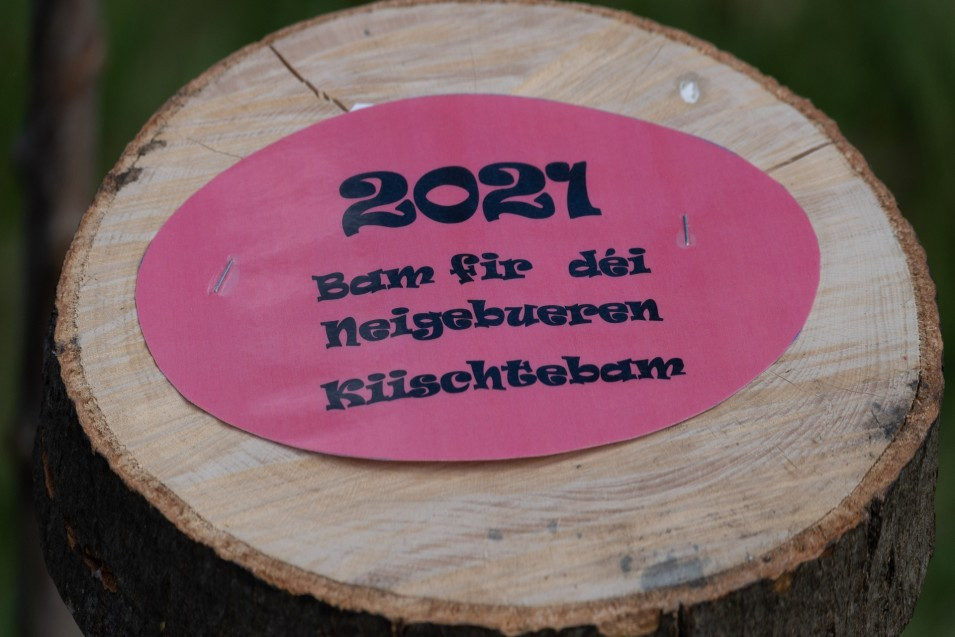 2021
Bam fir déi
Neigebueren
Kiischtebam